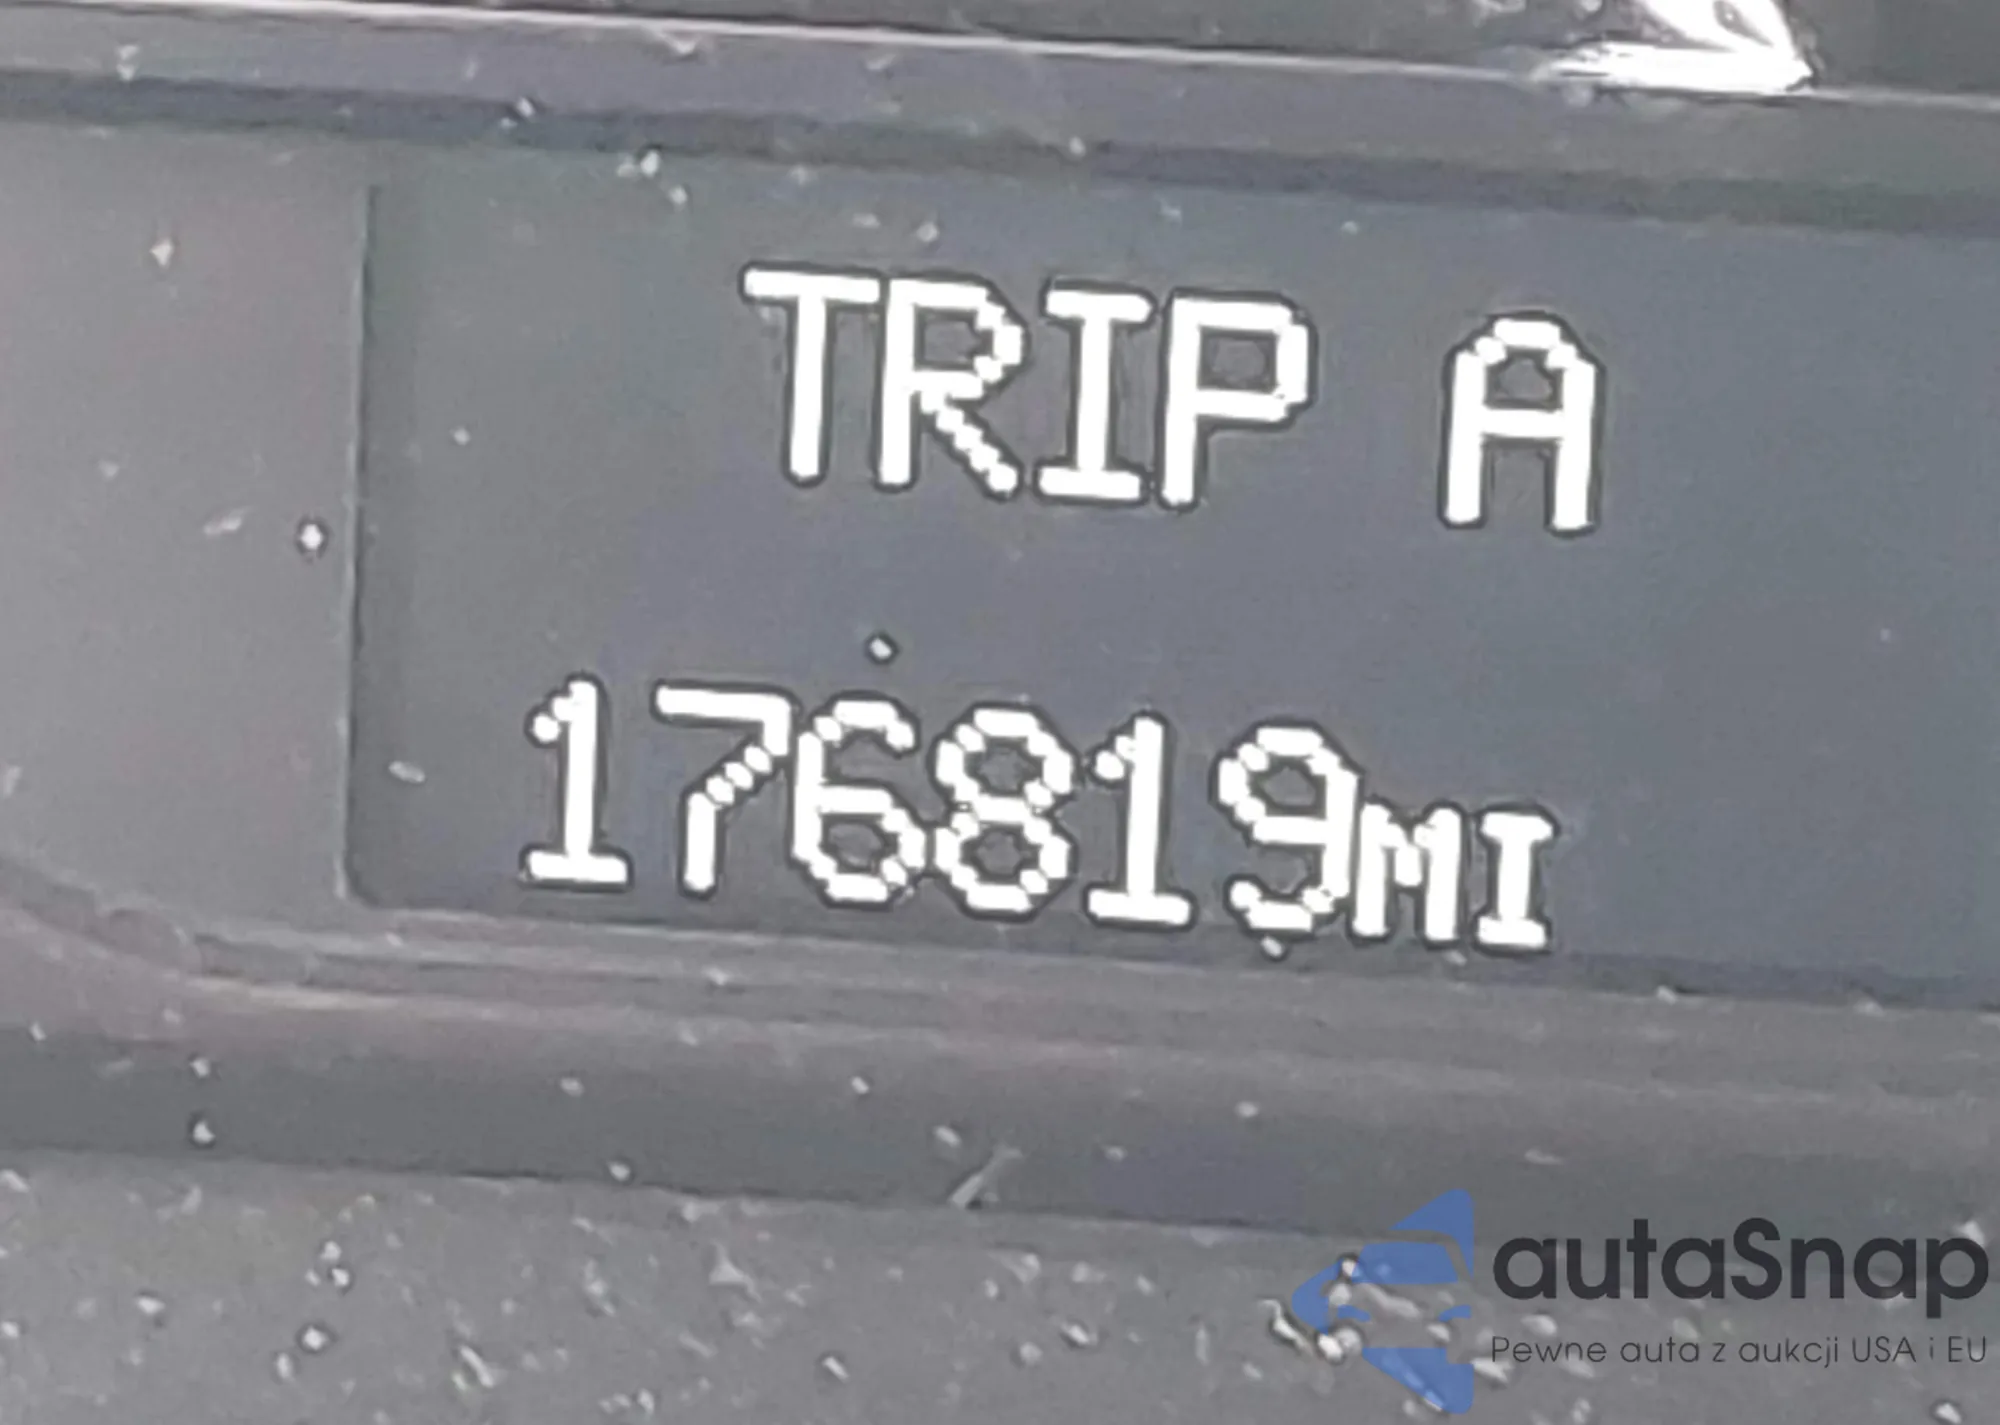 TRIP A
176819MI
autaSnap
Pewne auta z aukcji USA i EU